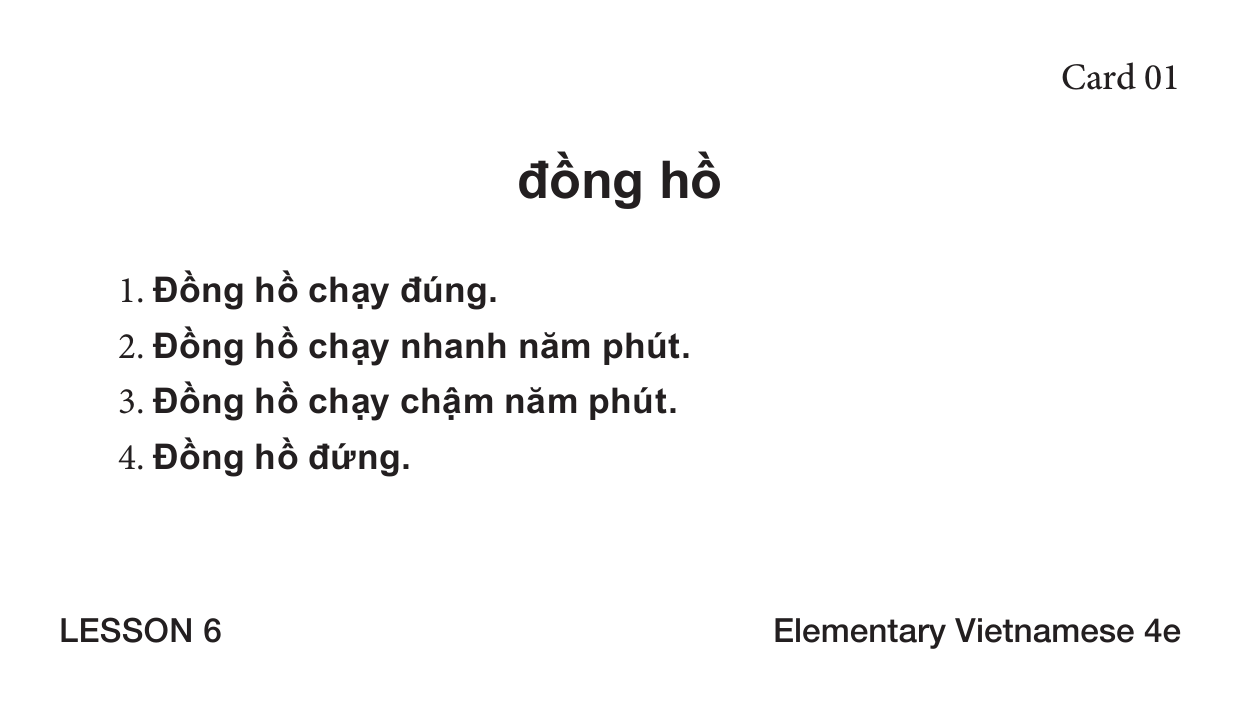 Card 01
đồng hồ
1. Đồng hồ chạy đúng.
2. Đồng hồ chạy nhanh năm phút.
3. Đồng hồ chạy chậm năm phút.
4. Đồng hồ đứng.
LESSON 6
Elementary Vietnamese 4e